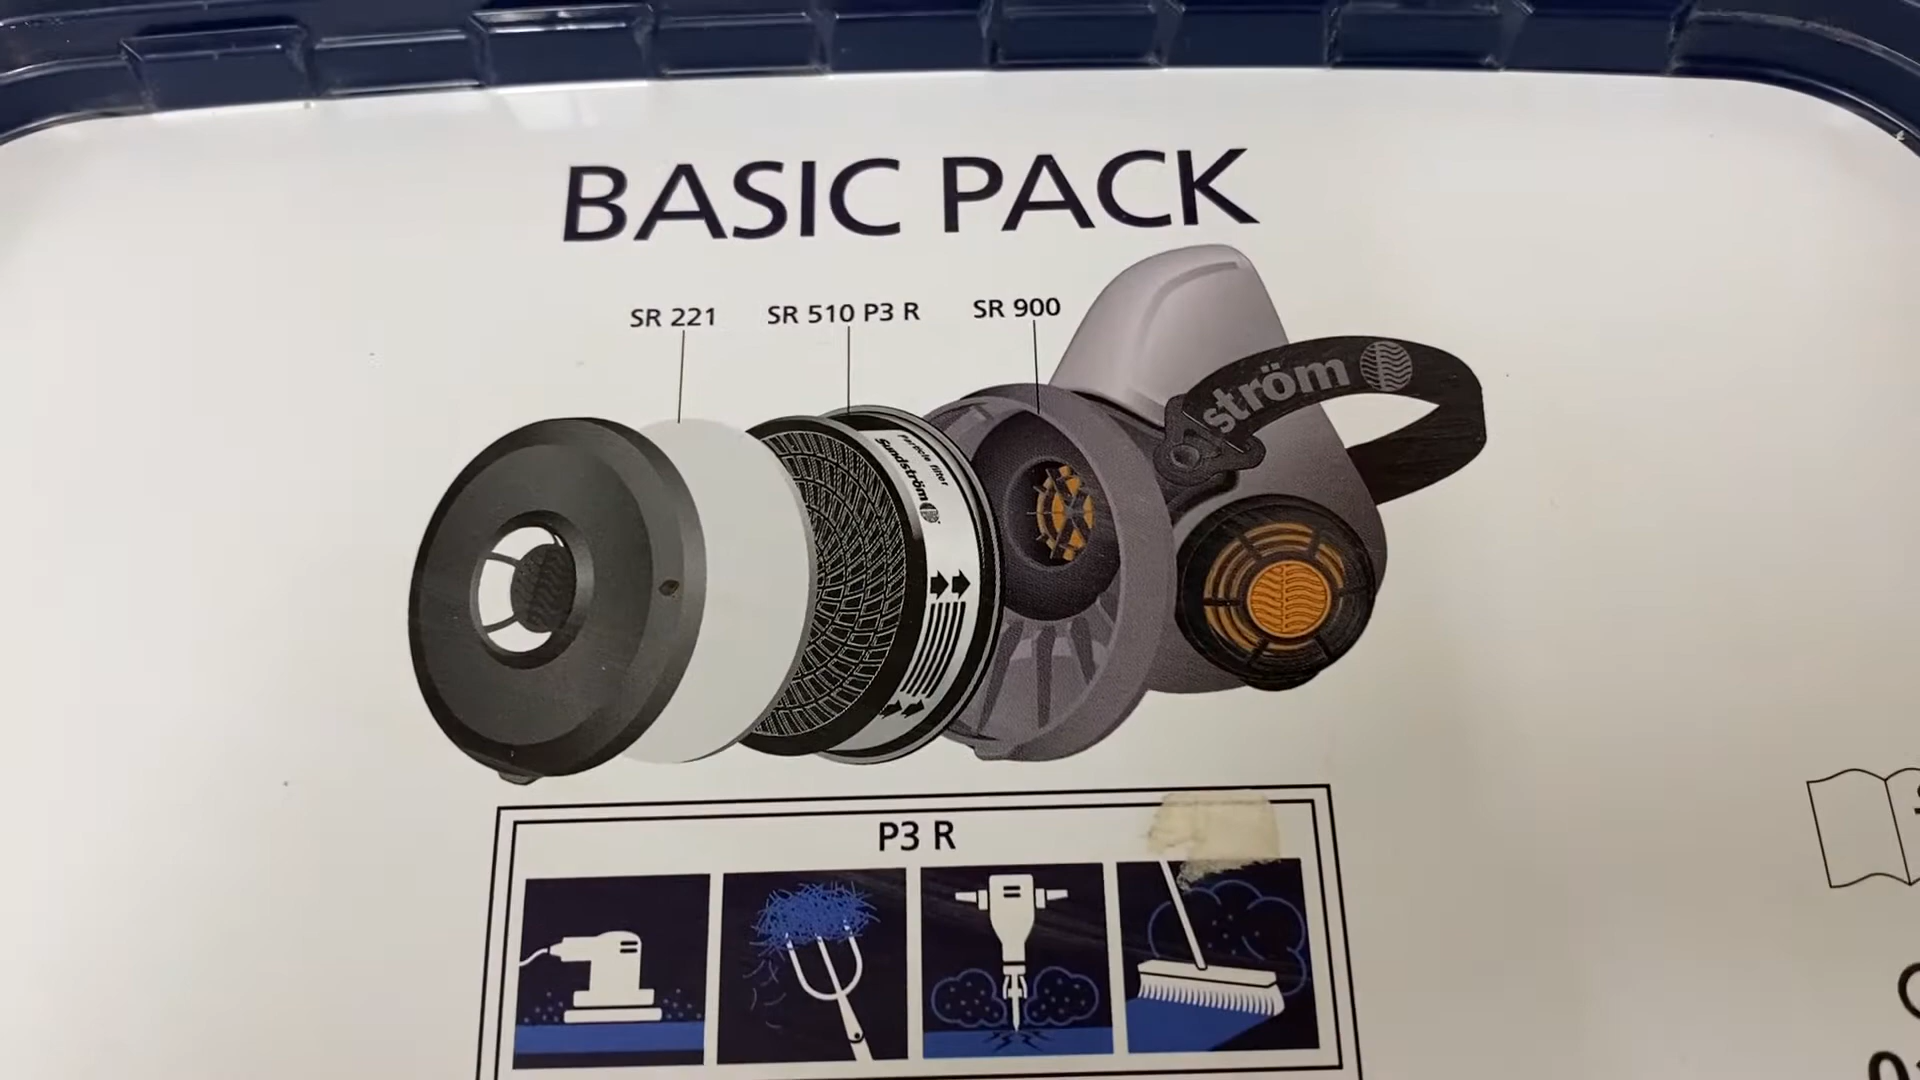 BASIC PACK
SR 221
SR 510 P3 R
SR 900
ström
Particle filter
Sundström
P3 R